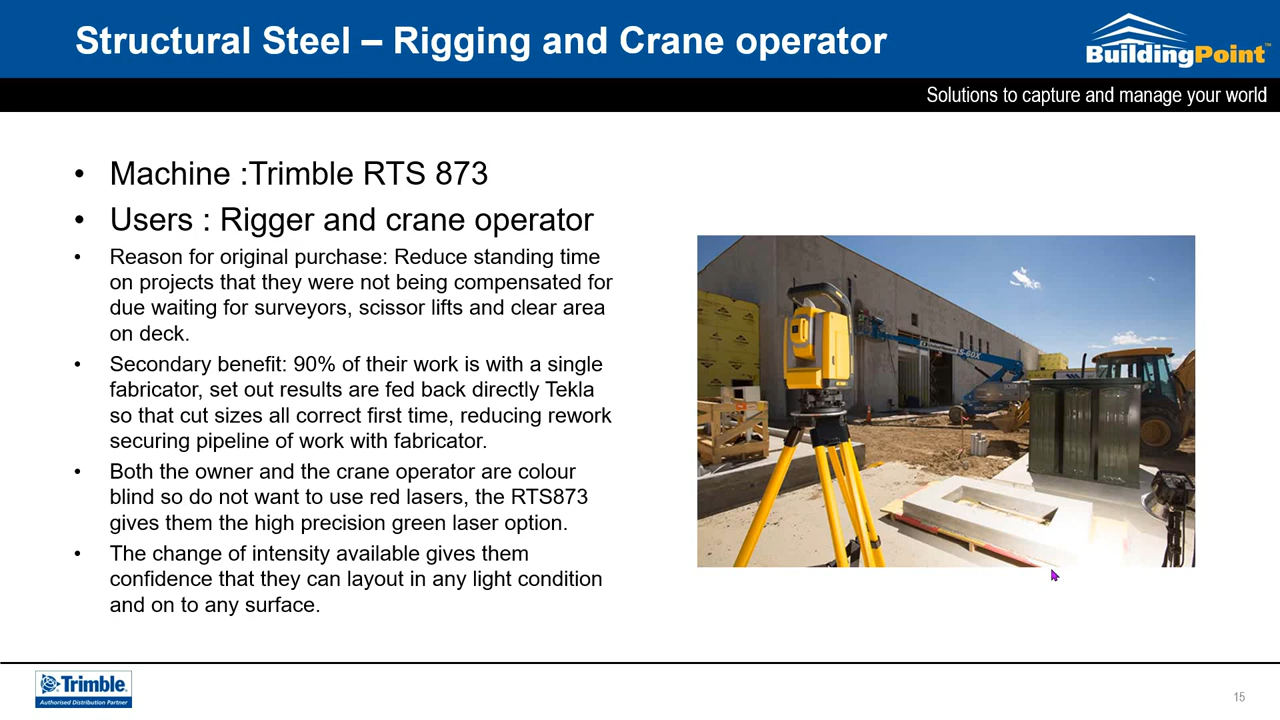 Structural Steel – Rigging and Crane operator
BuildingPoint™
Solutions to capture and manage your world
• Machine :Trimble RTS 873
• Users : Rigger and crane operator
• Reason for original purchase: Reduce standing time
on projects that they were not being compensated for
due waiting for surveyors, scissor lifts and clear area
on deck.
• Secondary benefit: 90% of their work is with a single
fabricator, set out results are fed back directly Tekla
so that cut sizes all correct first time, reducing rework
securing pipeline of work with fabricator.
• Both the owner and the crane operator are colour
blind so do not want to use red lasers, the RTS873
gives them the high precision green laser option.
• The change of intensity available gives them
confidence that they can layout in any light condition
and on to any surface.
Trimble.
Authorised Distribution Partner
15